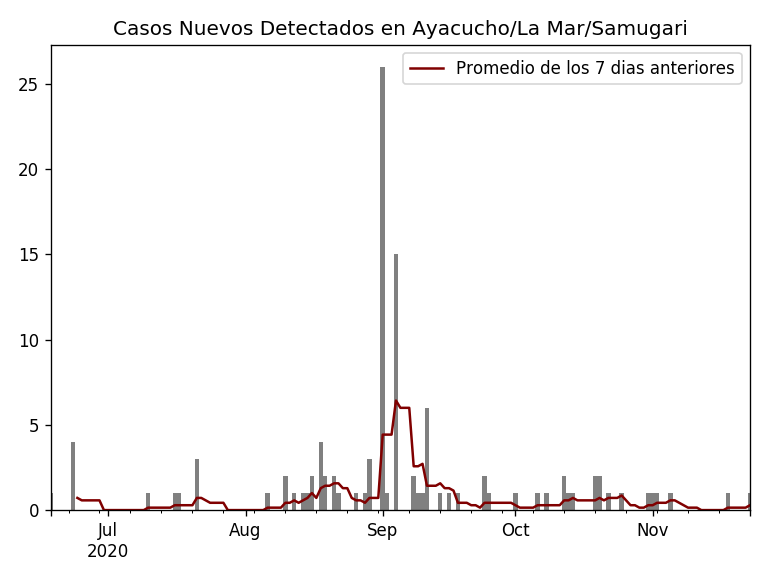 Casos Nuevos Detectados en Ayacucho/La Mar/Samugari
Promedio de los 7 dias anteriores
25
20
15
10
5
0
Jul Aug Sep Oct Nov
2020